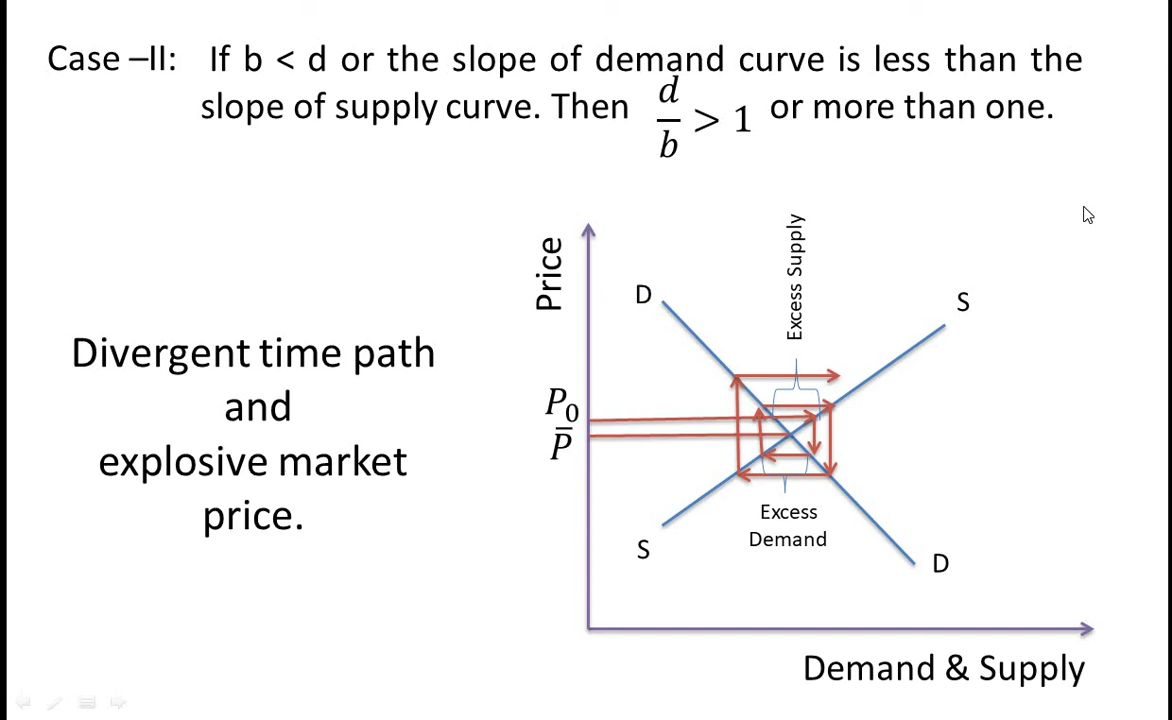 Case –II: If b < d or the slope of demand curve is less than the
slope of supply curve. Then d/b > 1 or more than one.
Divergent time path
and
explosive market
price.
Price
Excess Supply
D
S
P₀
P̅
Excess
Demand
S
D
Demand & Supply